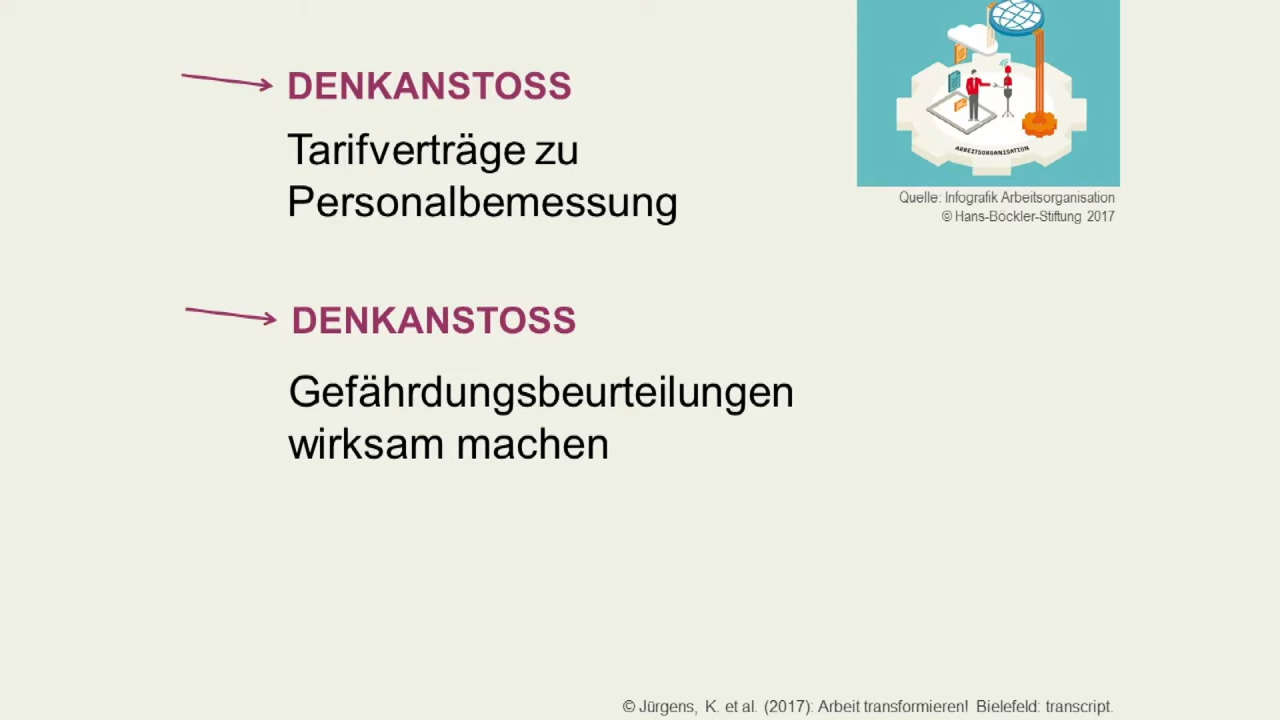 DENKANSTOSS
Tarifverträge zu
Personalbemessung
ARBEITSORGANISATION
Quelle: Infografik Arbeitsorganisation
© Hans-Böckler-Stiftung 2017
DENKANSTOSS
Gefährdungsbeurteilungen
wirksam machen
© Jürgens, K. et al. (2017): Arbeit transformieren! Bielefeld: transcript.